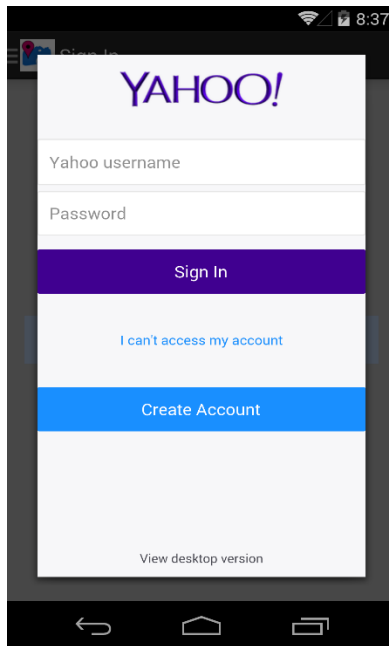 8:37
Sign In
YAHOO!
Yahoo username
Password
Sign In
I can't access my account
Create Account
View desktop version